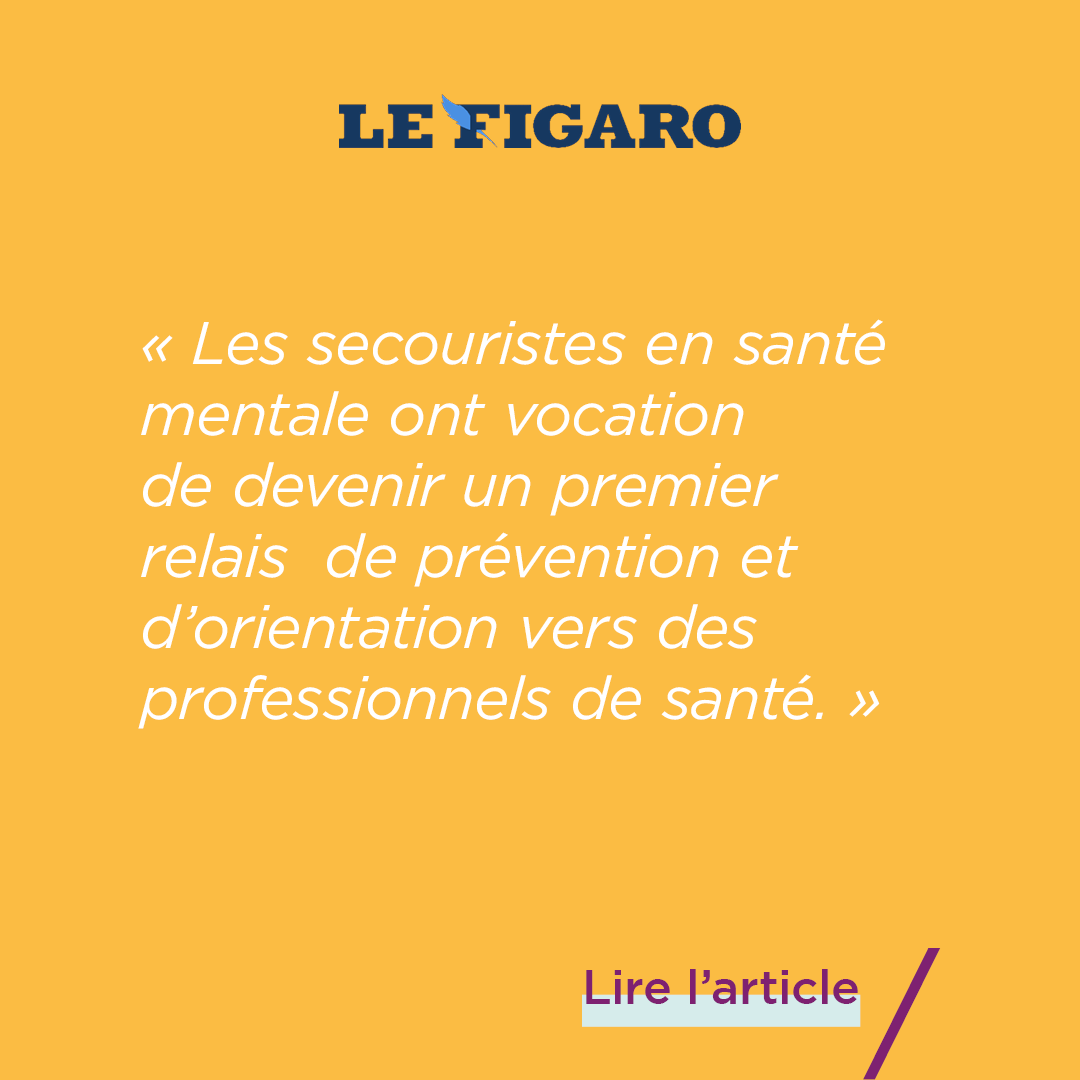 LE FIGARO
« Les secouristes en santé
mentale ont vocation
de devenir un premier
relais  de prévention et
d’orientation vers des
professionnels de santé. »
Lire l’article